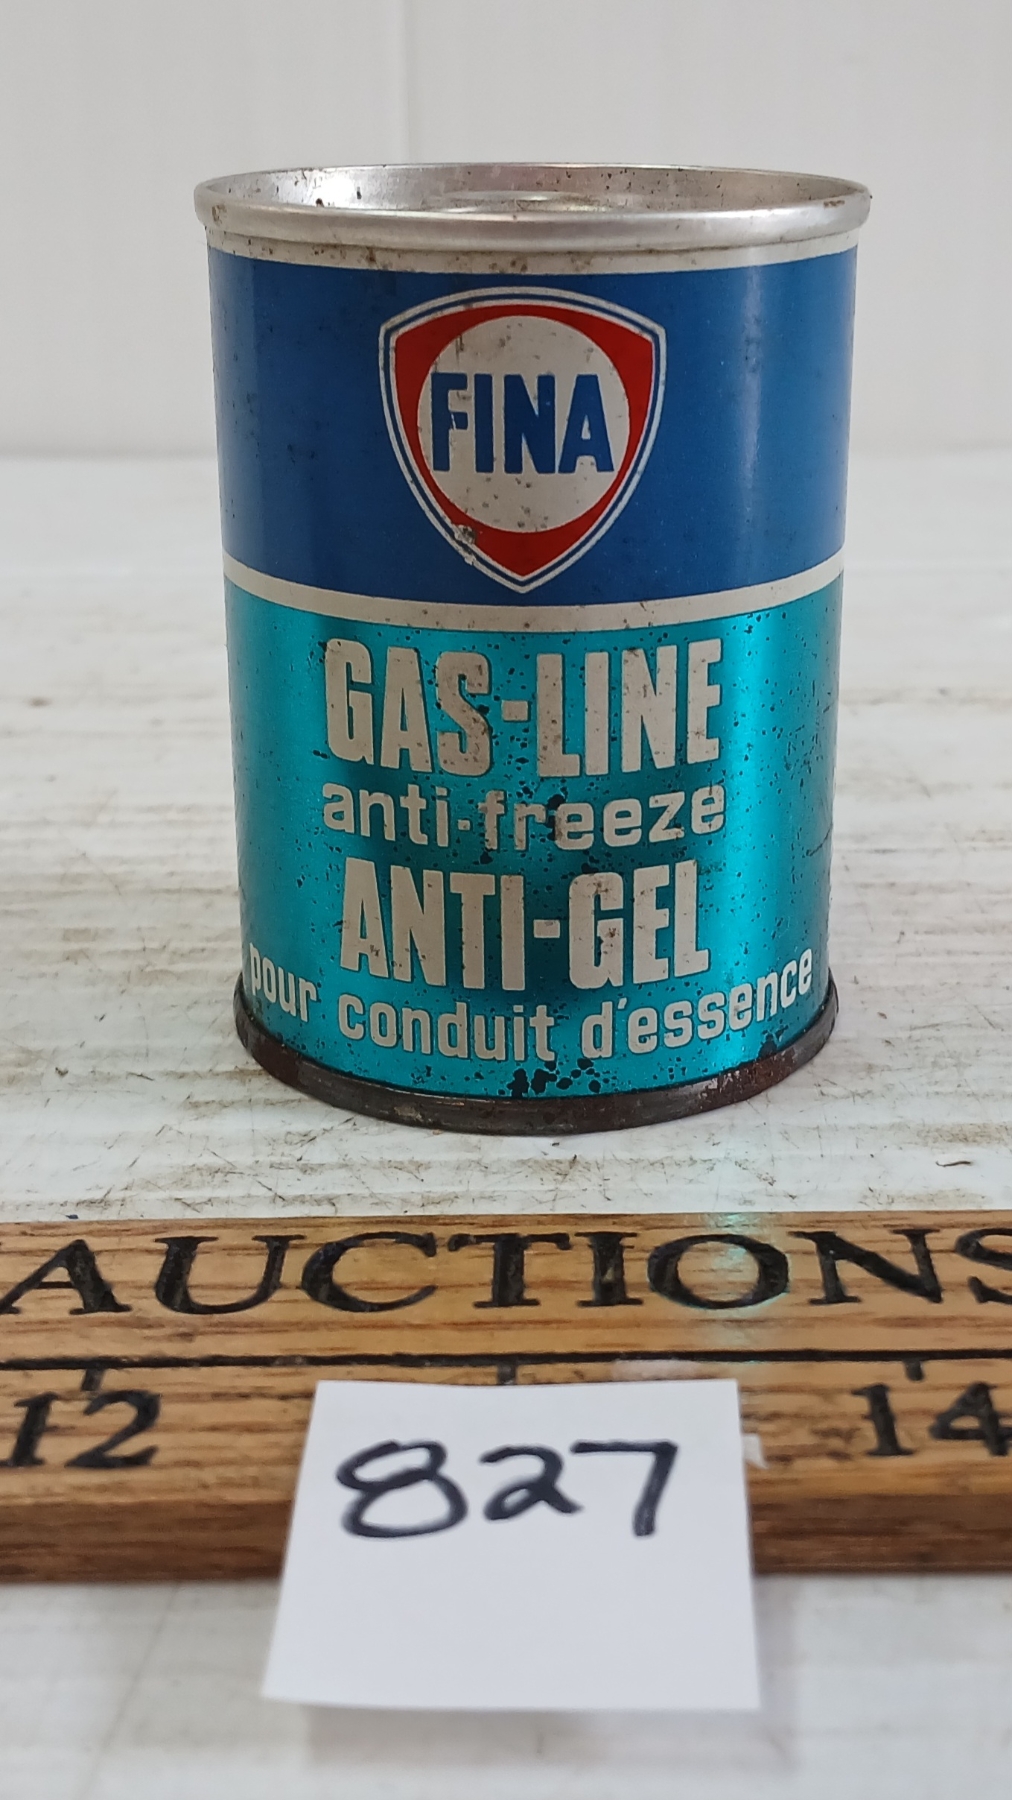 FINA
GAS-LINE
anti-freeze
ANTI-GEL
pour conduit d'essence
AUCTIONS
12 14
827